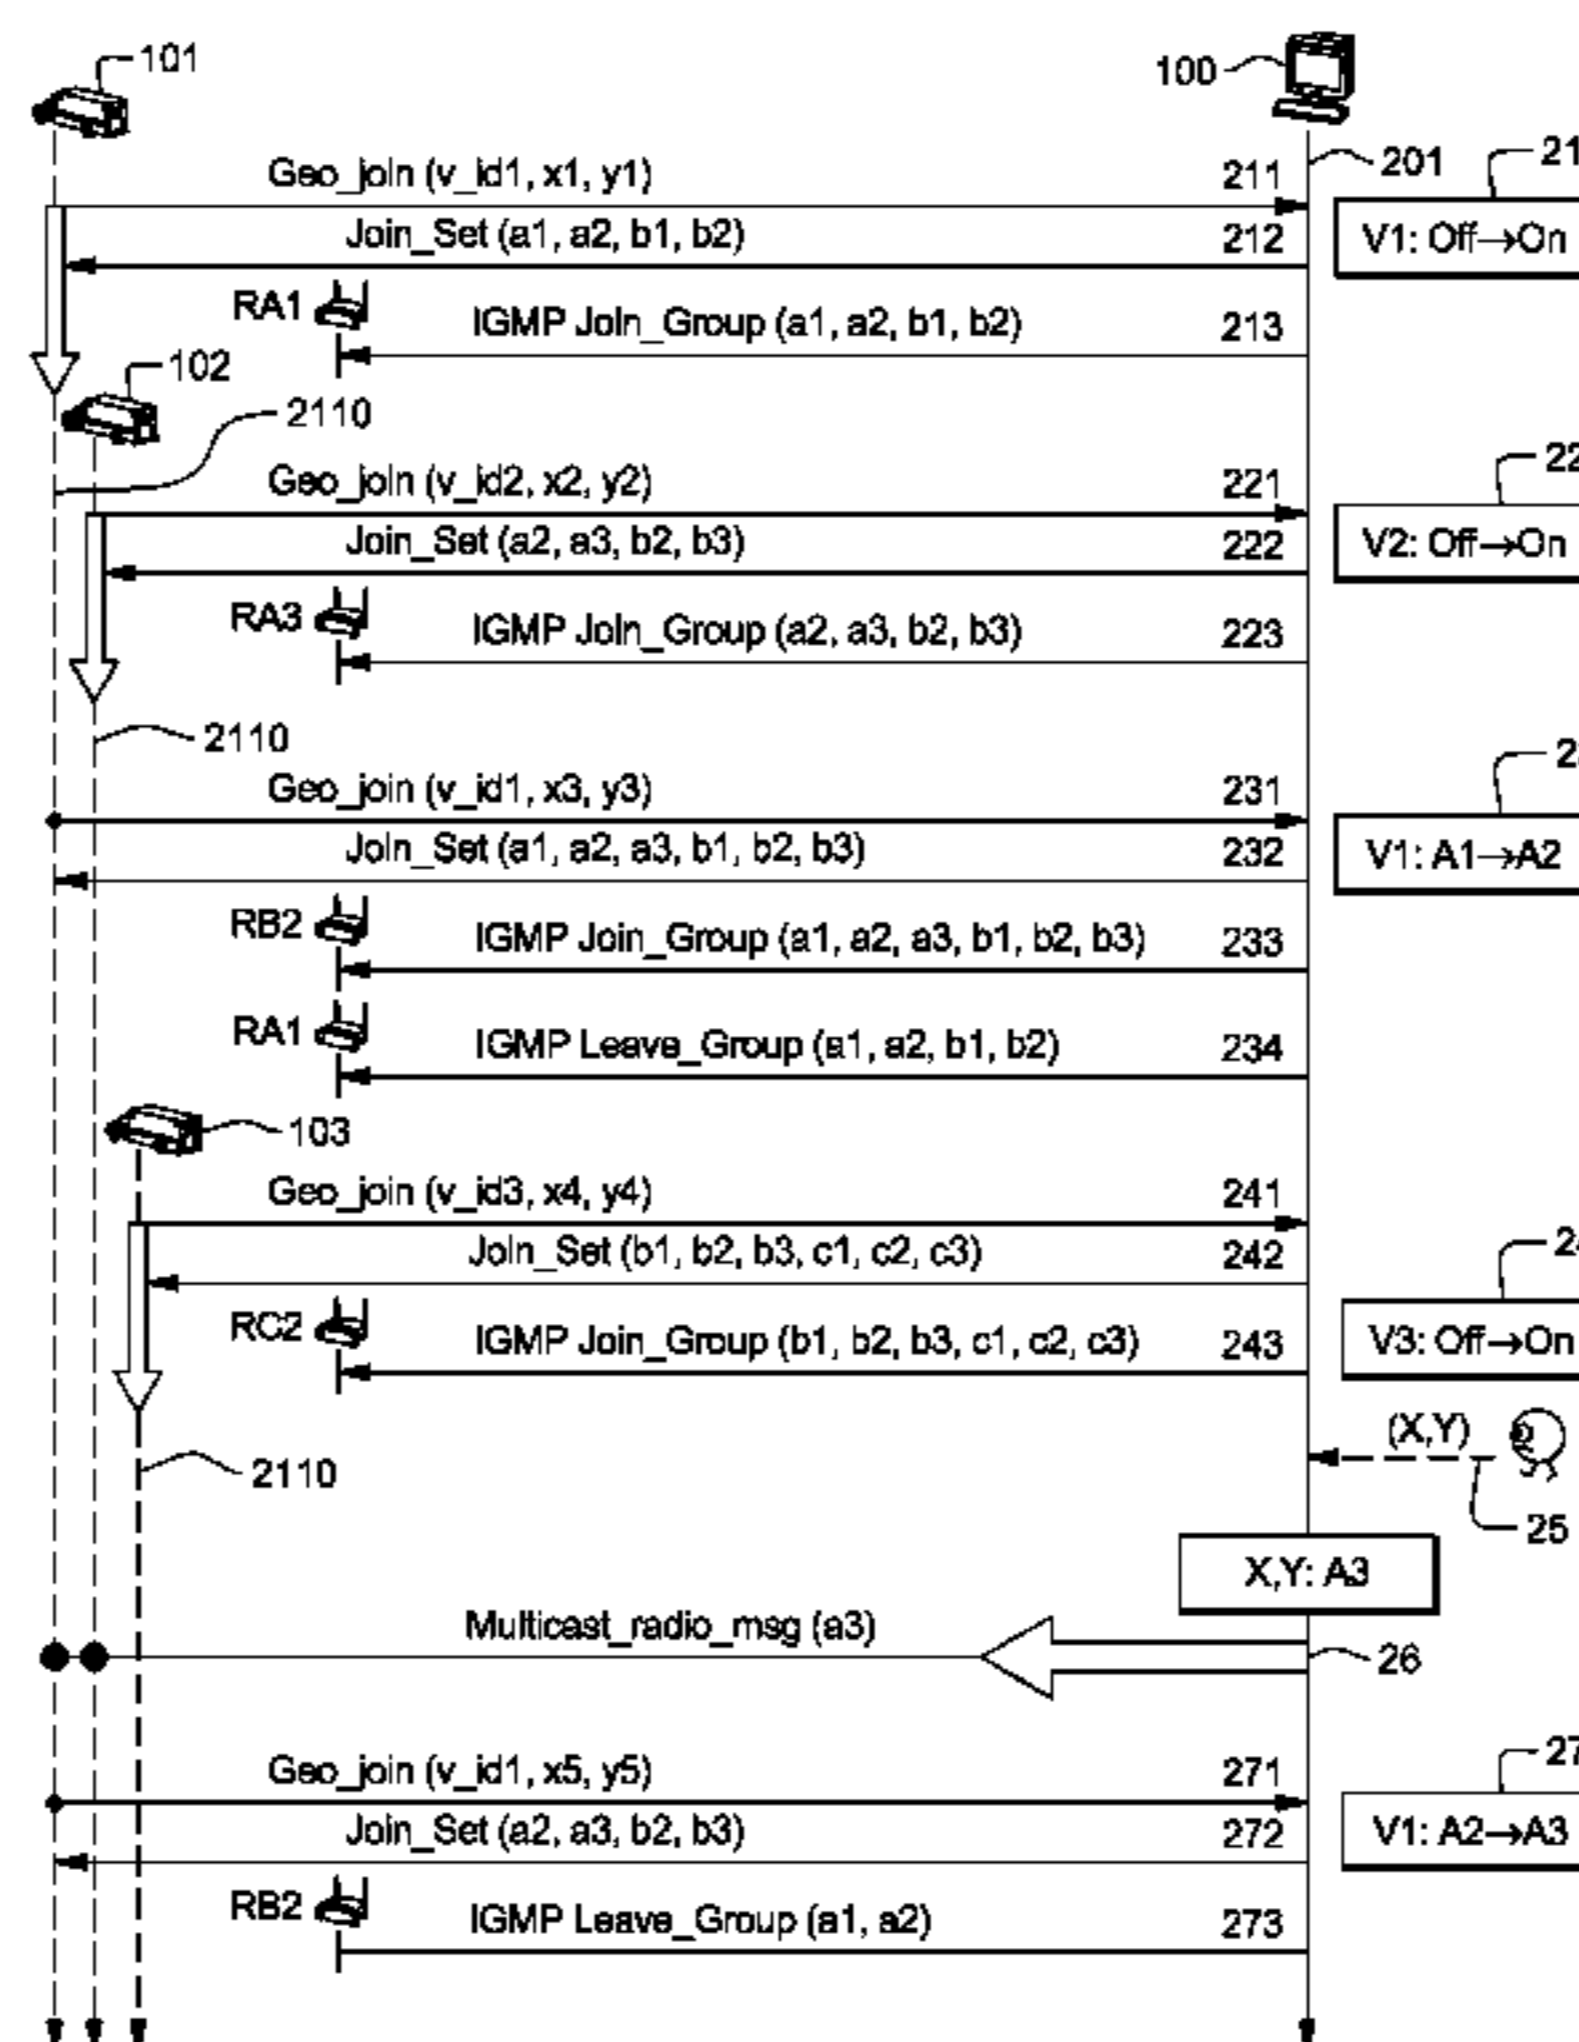 101
100
Geo_join (v_id1, x1, y1)
211
201
21
Join_Set (a1, a2, b1, b2)
212
V1: Off→On
RA1
IGMP Join_Group (a1, a2, b1, b2)
213
102
2110
Geo_join (v_id2, x2, y2)
221
22
Join_Set (a2, a3, b2, b3)
222
V2: Off→On
RA3
IGMP Join_Group (a2, a3, b2, b3)
223
2110
Geo_join (v_id1, x3, y3)
231
Join_Set (a1, a2, a3, b1, b2, b3)
232
V1: A1→A2
RB2
IGMP Join_Group (a1, a2, a3, b1, b2, b3)
233
RA1
IGMP Leave_Group (a1, a2, b1, b2)
234
103
Geo_join (v_id3, x4, y4)
241
Join_Set (b1, b2, b3, c1, c2, c3)
242
RC2
IGMP Join_Group (b1, b2, b3, c1, c2, c3)
243
V3: Off→On
(X,Y)
2110
25
X,Y: A3
Multicast_radio_msg (a3)
26
Geo_join (v_id1, x5, y5)
271
27
Join_Set (a2, a3, b2, b3)
272
V1: A2→A3
RB2
IGMP Leave_Group (a1, a2)
273